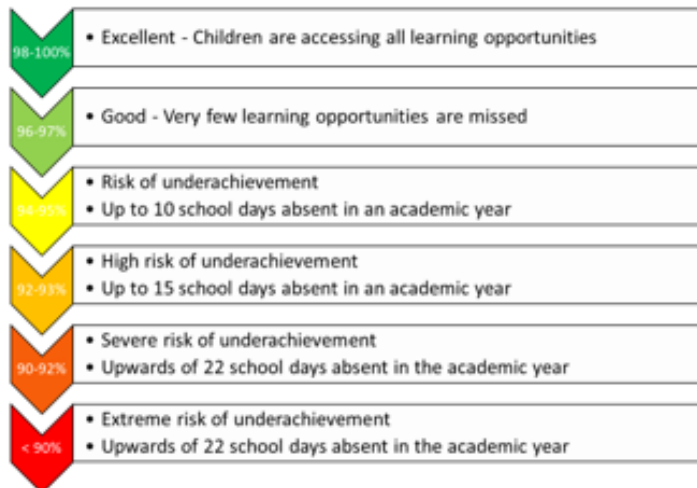 98-100%
• Excellent - Children are accessing all learning opportunities
96-97%
• Good - Very few learning opportunities are missed
94-95%
• Risk of underachievement
• Up to 10 school days absent in an academic year
92-93%
• High risk of underachievement
• Up to 15 school days absent in an academic year
90-92%
• Severe risk of underachievement
• Upwards of 22 school days absent in the academic year
< 90%
• Extreme risk of underachievement
• Upwards of 22 school days absent in the academic year